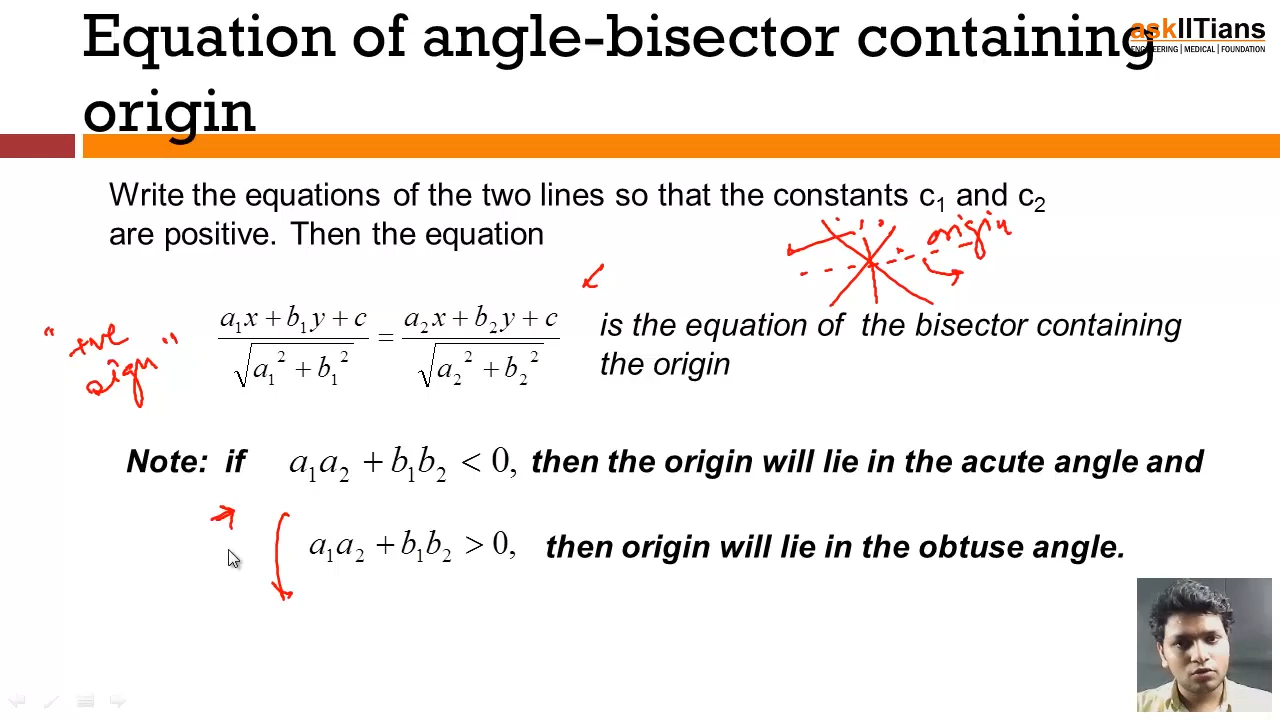 Equation of angle-bisector containing
origin
askIITians
ENGINEERING | MEDICAL | FOUNDATION
Write the equations of the two lines so that the constants c₁ and c₂
are positive. Then the equation
origin
"+ve sign"
(a₁x + b₁y + c)/√(a₁² + b₁²) = (a₂x + b₂y + c)/√(a₂² + b₂²) is the equation of the bisector containing
the origin
Note: if a₁a₂ + b₁b₂ < 0, then the origin will lie in the acute angle and
a₁a₂ + b₁b₂ > 0, then origin will lie in the obtuse angle.